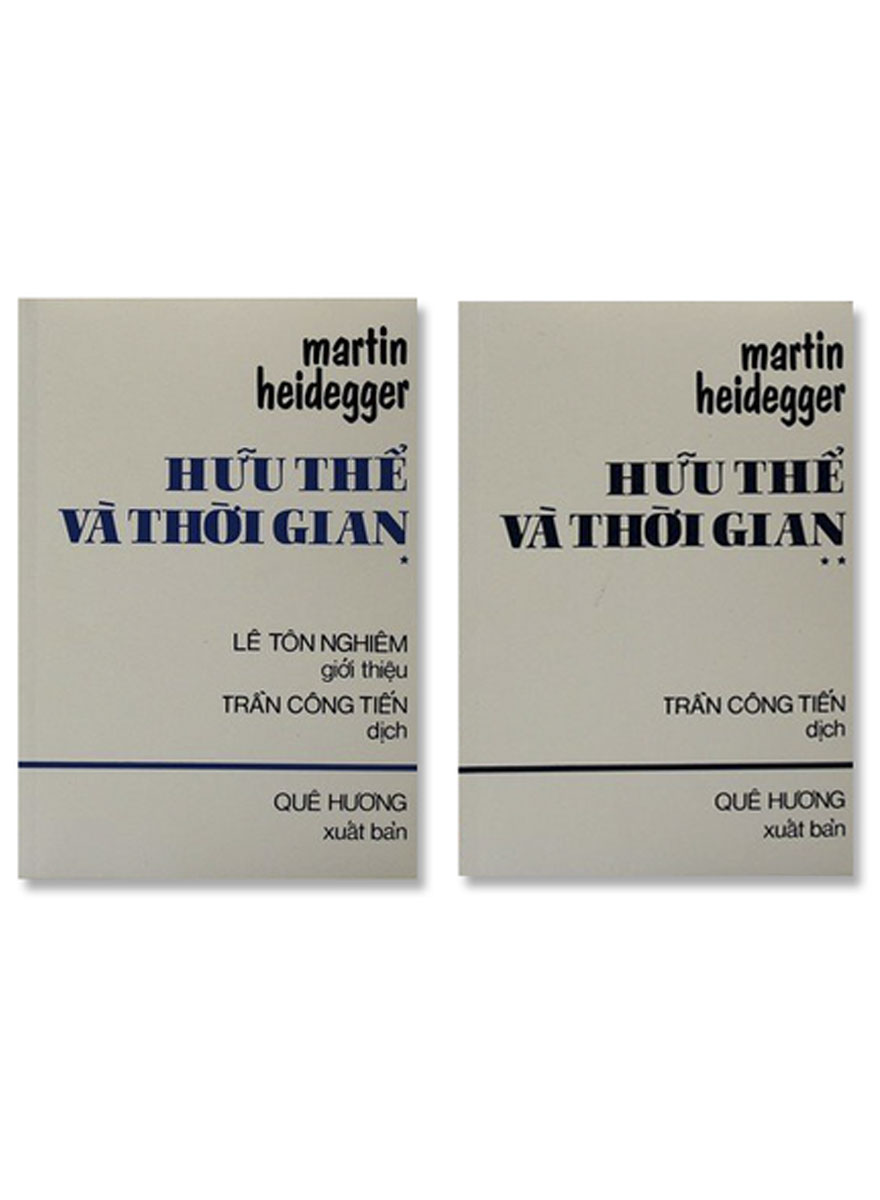 martin
heidegger
HỮU THỂ
VÀ THỜI GIAN
*
LÊ TÔN NGHIÊM
giới thiệu
TRẦN CÔNG TIẾN
dịch
QUÊ HƯƠNG
xuất bản
martin
heidegger
HỮU THỂ
VÀ THỜI GIAN
* *
TRẦN CÔNG TIẾN
dịch
QUÊ HƯƠNG
xuất bản